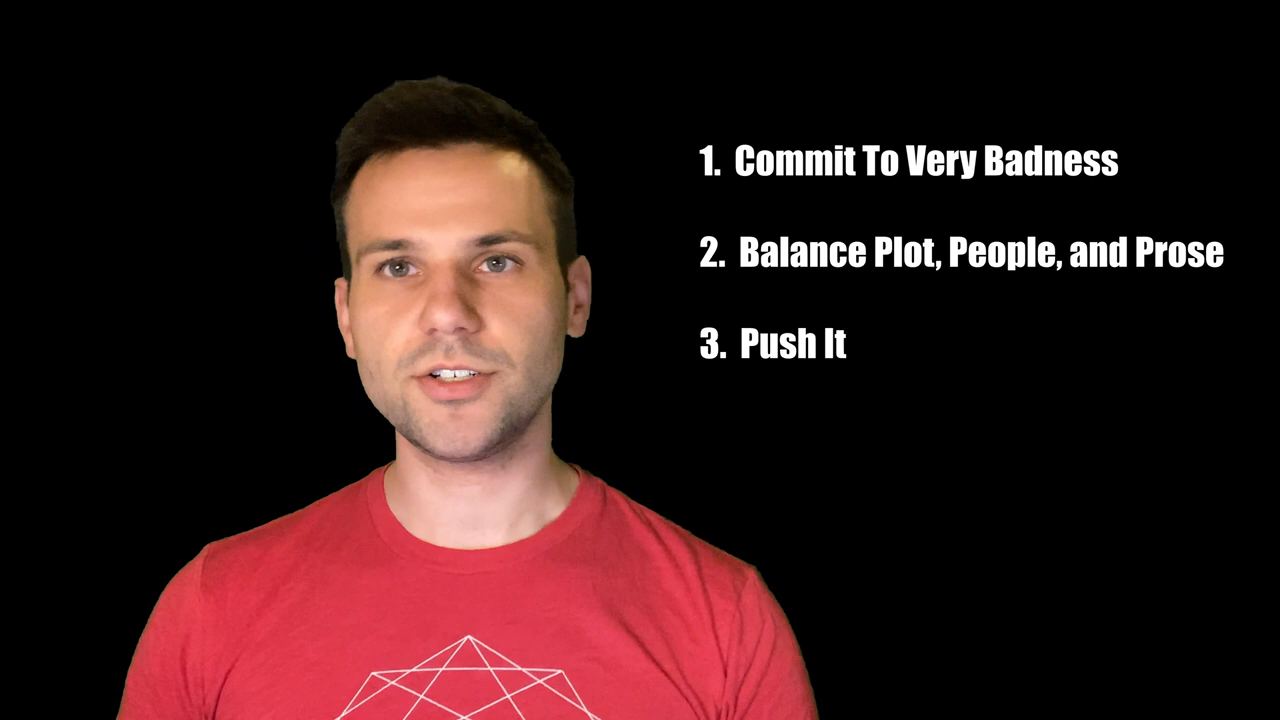 1. Commit To Very Badness
2. Balance Plot, People, and Prose
3. Push It